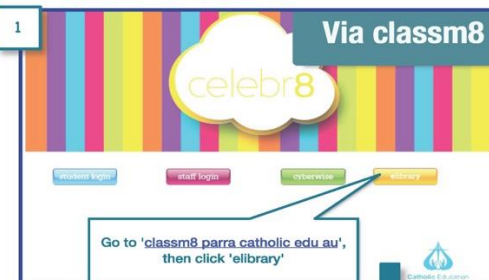 1
Via classm8
celebr8
student login
staff login
cyberwise
elibrary
Go to 'classm8 parra catholic edu au',
then click 'elibrary'
Catholic Education